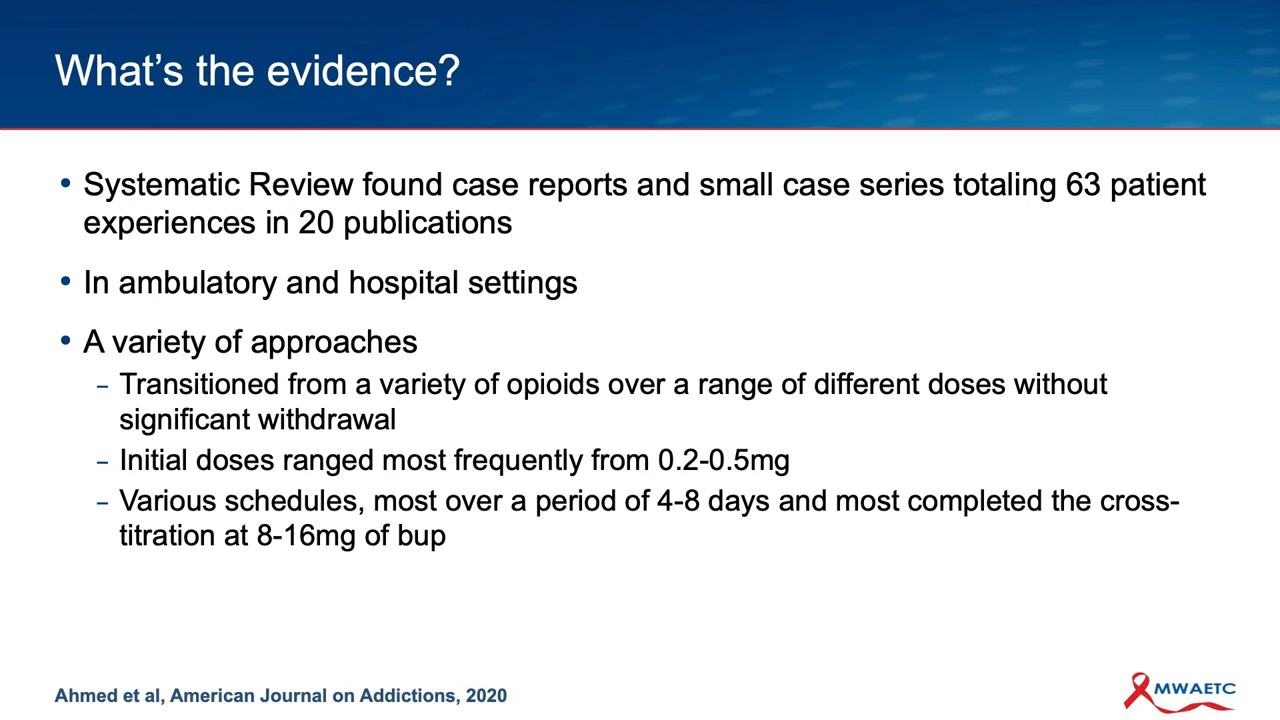 What’s the evidence?
• Systematic Review found case reports and small case series totaling 63 patient
experiences in 20 publications
• In ambulatory and hospital settings
• A variety of approaches
– Transitioned from a variety of opioids over a range of different doses without
significant withdrawal
– Initial doses ranged most frequently from 0.2-0.5mg
– Various schedules, most over a period of 4-8 days and most completed the cross-
titration at 8-16mg of bup
Ahmed et al, American Journal on Addictions, 2020
MWAETC